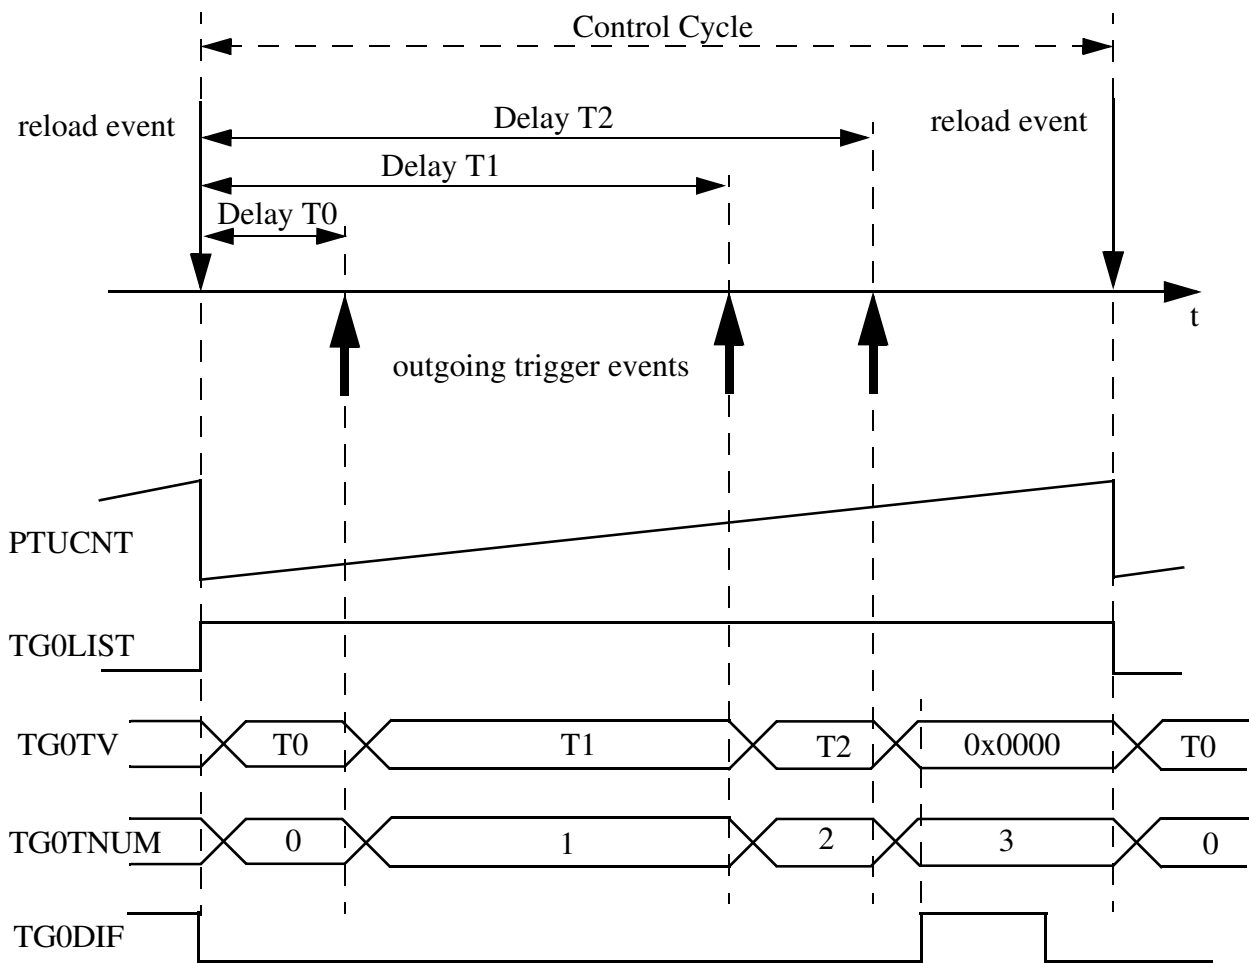 Control Cycle
reload event
Delay T2
reload event
Delay T1
Delay T0
t
outgoing trigger events
PTUCNT
TG0LIST
TG0TV T0 T1 T2 0x0000 T0
TG0TNUM 0 1 2 3 0
TG0DIF